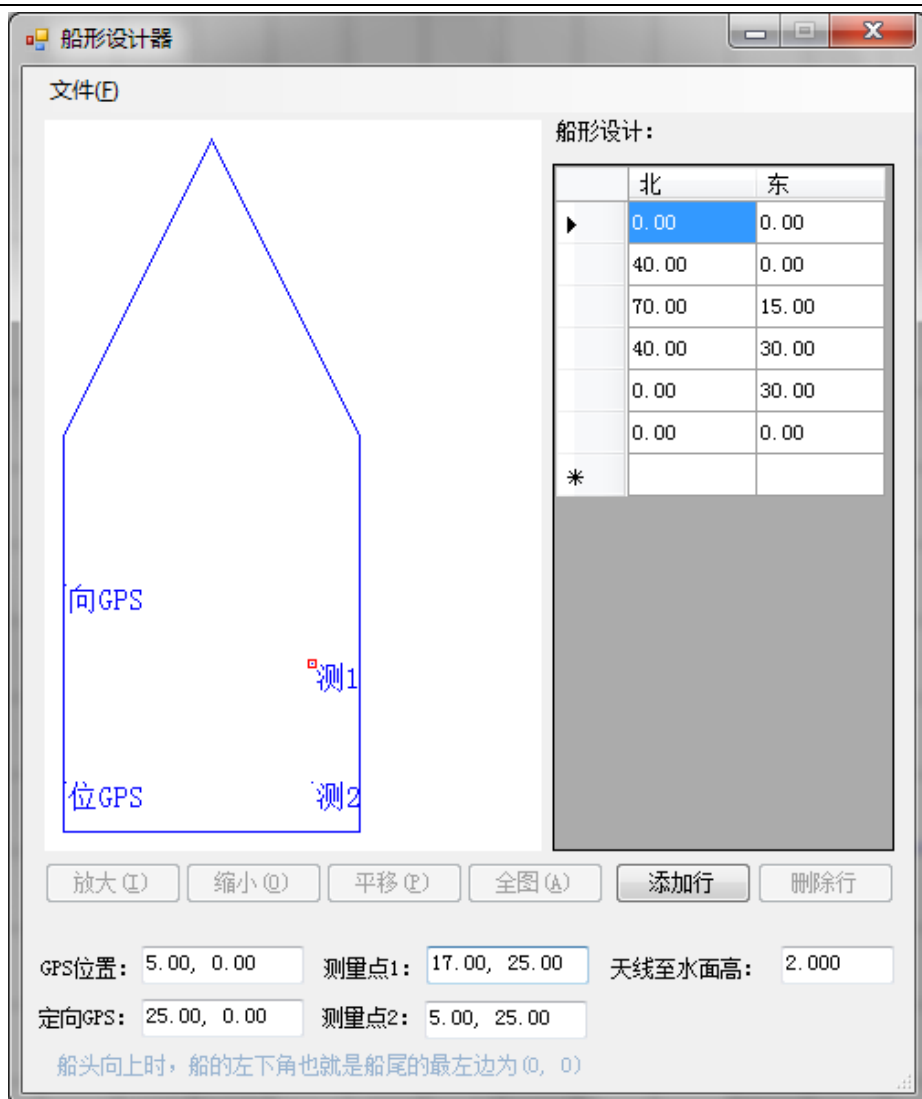 船形设计器
文件(F)
船形设计：
北 东
0.00 0.00
40.00 0.00
70.00 15.00
40.00 30.00
0.00 30.00
0.00 0.00
*
向GPS
测1
位GPS
测2
放大(I) 缩小(O) 平移(P) 全图(A) 添加行 删除行
GPS位置： 5.00, 0.00 测量点1： 17.00, 25.00 天线至水面高： 2.000
定向GPS： 25.00, 0.00 测量点2： 5.00, 25.00
船头向上时，船的左下角也就是船尾的最左边为(0, 0)